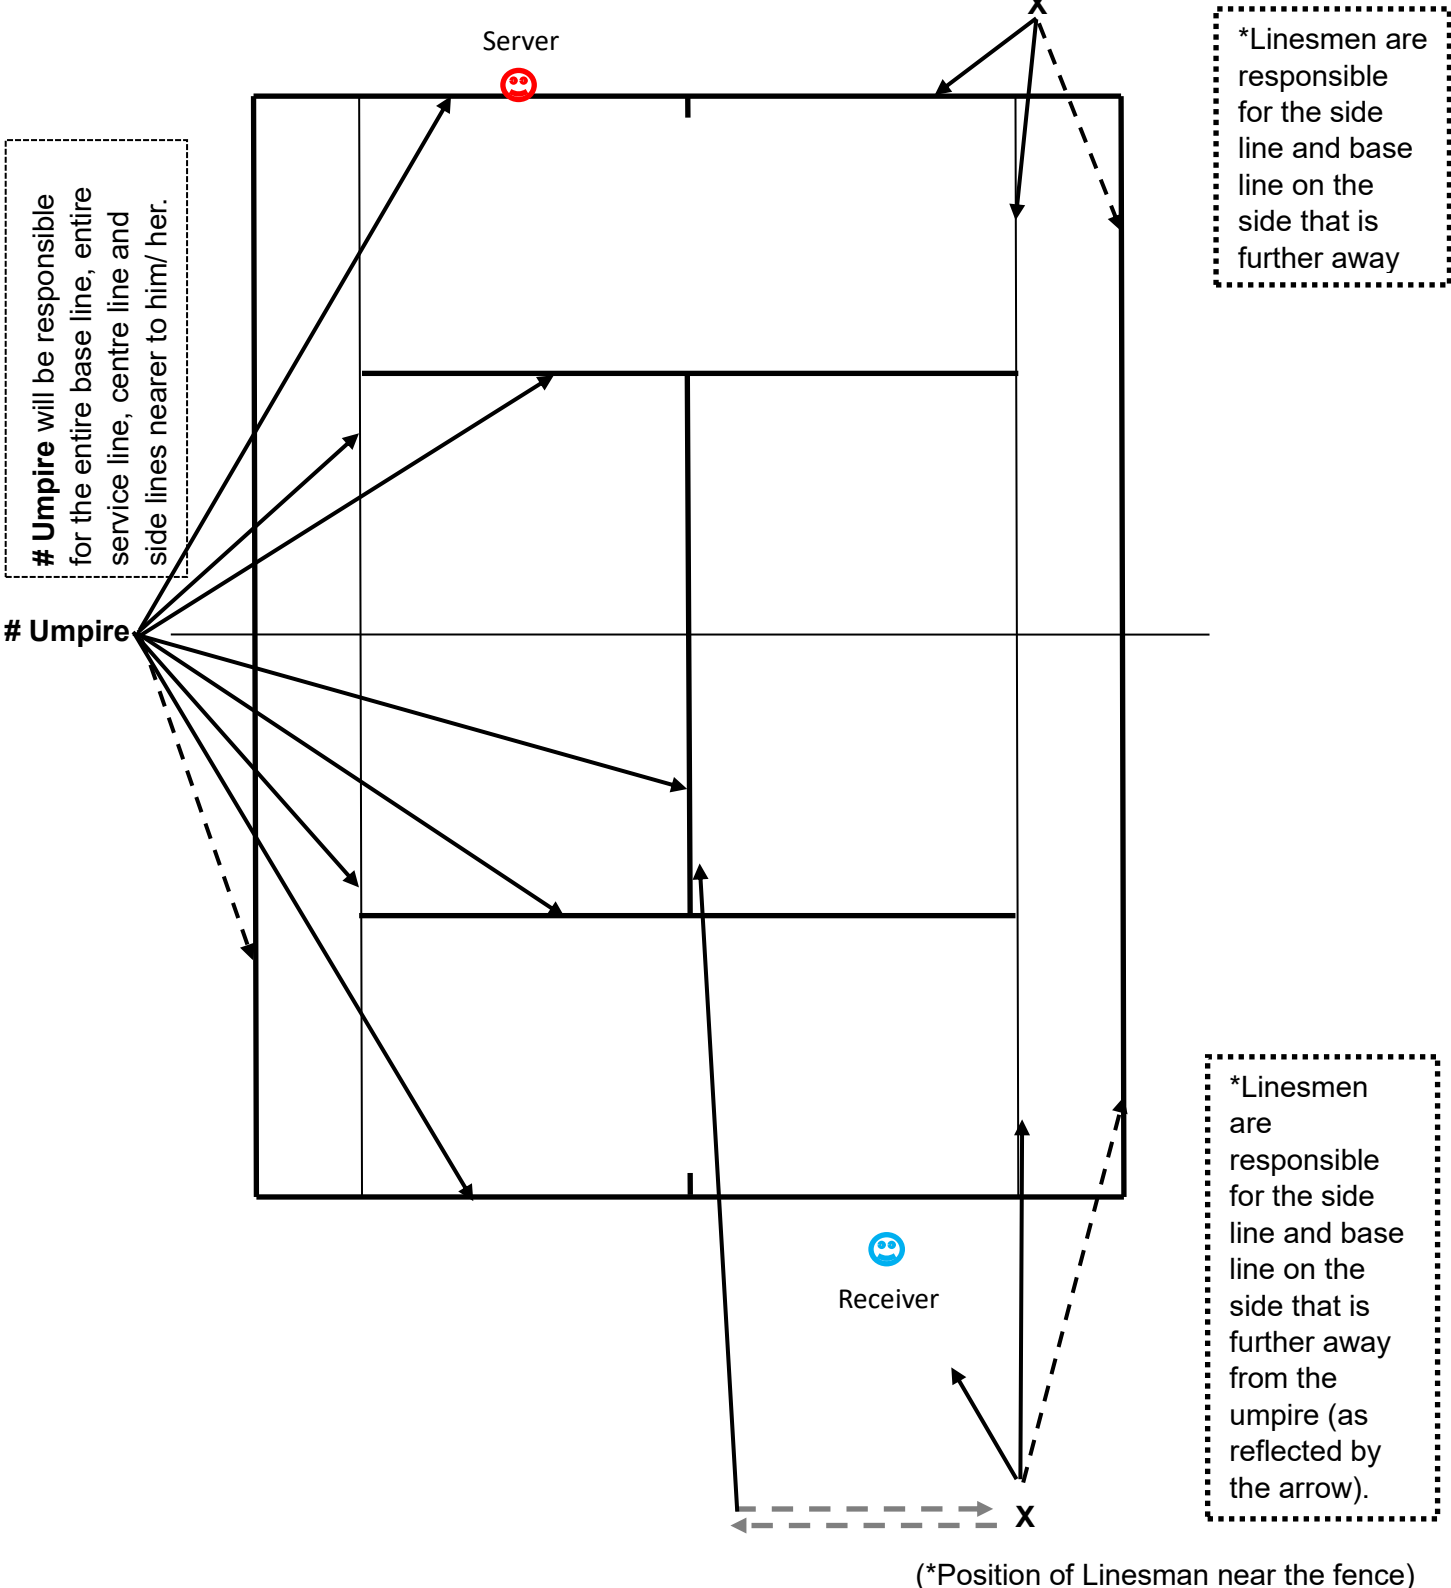 X
Server
*Linesmen are
responsible
for the side
line and base
line on the
side that is
further away
# Umpire will be responsible
for the entire base line, entire
service line, centre line and
side lines nearer to him/ her.
# Umpire
*Linesmen
are
responsible
for the side
line and base
line on the
side that is
further away
from the
umpire (as
reflected by
the arrow).
Receiver
X
(*Position of Linesman near the fence)